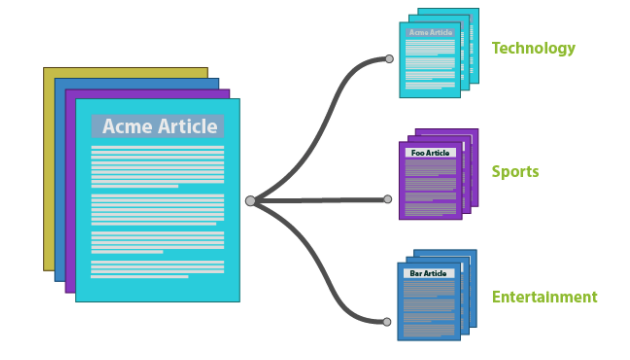 Acme Article
Acme Article
Technology
Foo Article
Sports
Bar Article
Entertainment